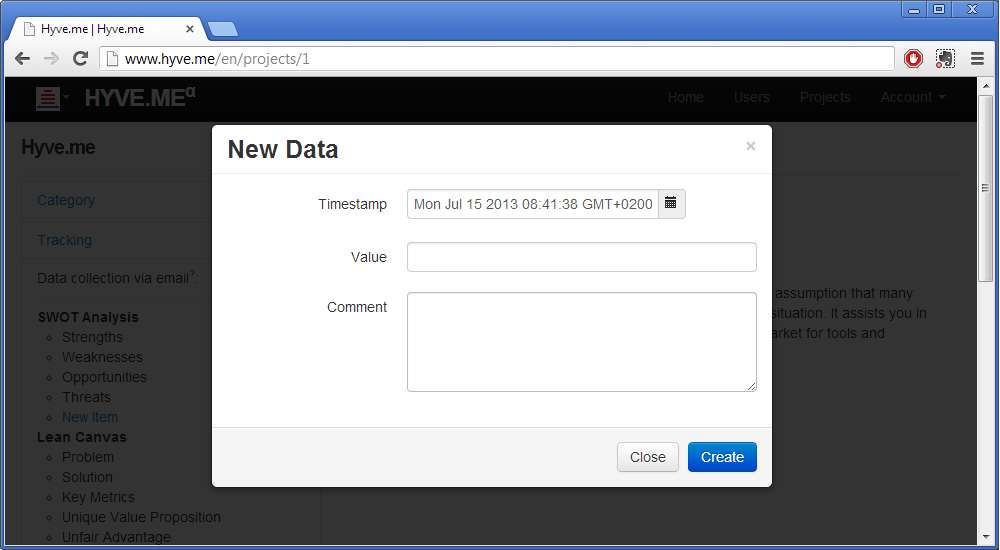 Hyve.me | Hyve.me
www.hyve.me/en/projects/1
HYVE.MEα
Home Users Projects Account
Hyve.me
New Data
×
Category
Tracking
Data collection via email?:
SWOT Analysis
Strengths
Weaknesses
Opportunities
Threats
New Item
Lean Canvas
Problem
Solution
Key Metrics
Unique Value Proposition
Unfair Advantage
Timestamp
Mon Jul 15 2013 08:41:38 GMT+0200
Value
Comment
Close
Create
assumption that many
situation. It assists you in
market for tools and